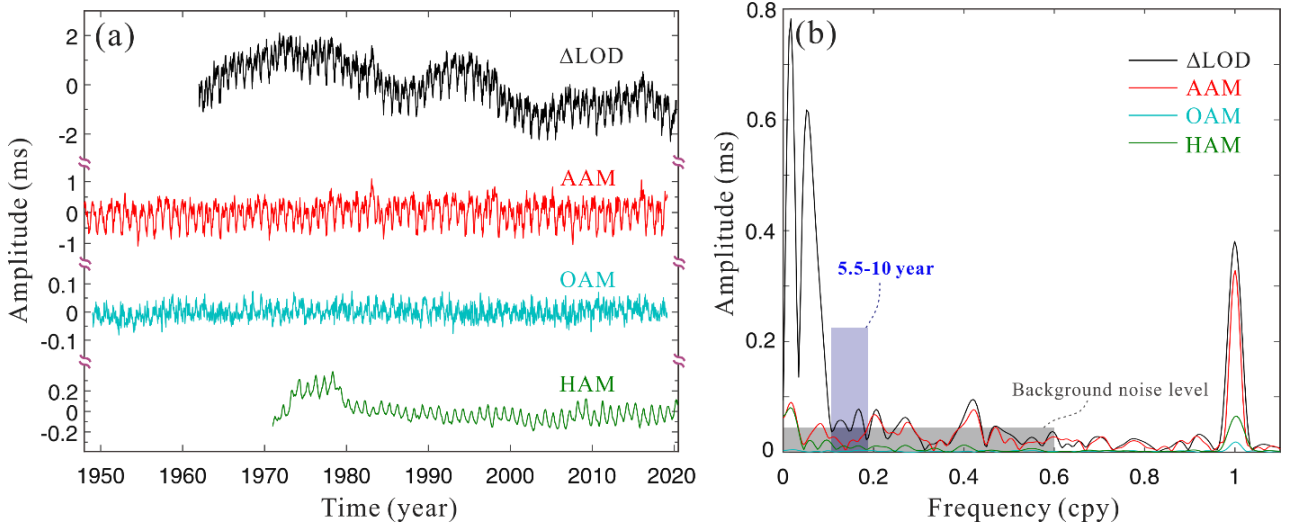 (a)
ΔLOD
AAM
OAM
HAM
Amplitude (ms)
2
0
-2
1
0
-1
0.1
0
-0.1
0.2
0
-0.2
1950 1960 1970 1980 1990 2000 2010 2020
Time (year)
(b)
ΔLOD
AAM
OAM
HAM
5.5-10 year
Background noise level
Amplitude (ms)
0.8
0.6
0.4
0.2
0
0 0.2 0.4 0.6 0.8 1
Frequency (cpy)